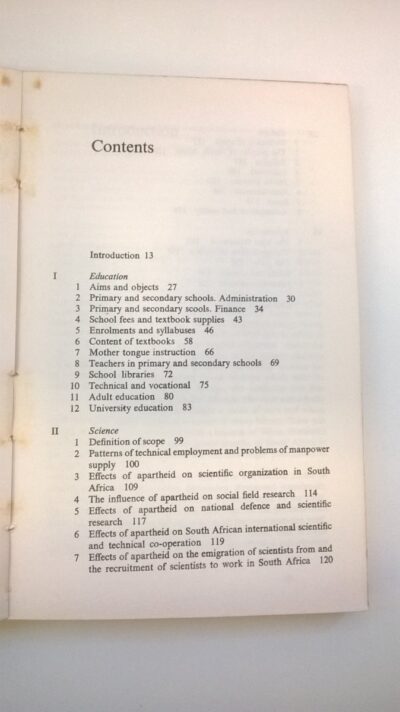 Contents
Introduction 13
I Education
1 Aims and objects 27
2 Primary and secondary schools. Administration 30
3 Primary and secondary scools. Finance 34
4 School fees and textbook supplies 43
5 Enrolments and syllabuses 46
6 Content of textbooks 58
7 Mother tongue instruction 66
8 Teachers in primary and secondary schools 69
9 School libraries 72
10 Technical and vocational 75
11 Adult education 80
12 University education 83
II Science
1 Definition of scope 99
2 Patterns of technical employment and problems of manpower
supply 100
3 Effects of apartheid on scientific organization in South
Africa 109
4 The influence of apartheid on social field research 114
5 Effects of apartheid on national defence and scientific
research 117
6 Effects of apartheid on South African international scientific
and technical co-operation 119
7 Effects of apartheid on the emigration of scientists from and
the recruitment of scientists to work in South Africa 120